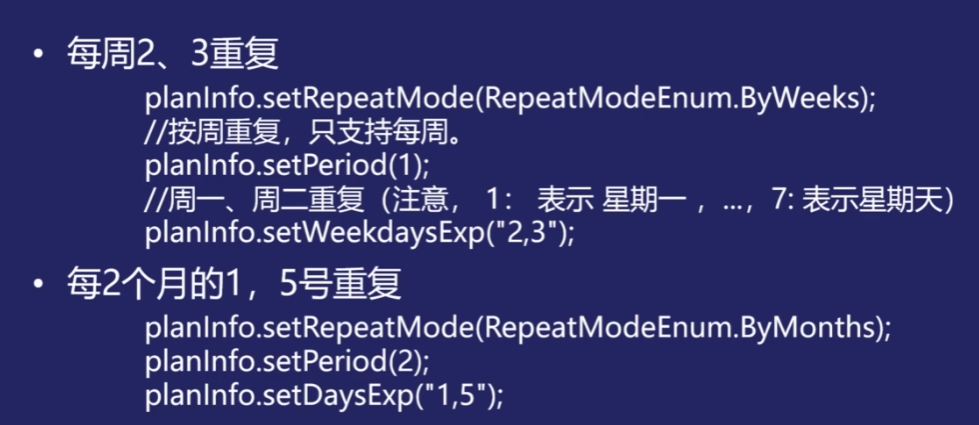 • 每周2、3重复
planInfo.setRepeatMode(RepeatModeEnum.ByWeeks);
//按周重复，只支持每周。
planInfo.setPeriod(1);
//周一、周二重复（注意， 1： 表示 星期一 ，...，7: 表示星期天）
planInfo.setWeekdaysExp("2,3");
• 每2个月的1，5号重复
planInfo.setRepeatMode(RepeatModeEnum.ByMonths);
planInfo.setPeriod(2);
planInfo.setDaysExp("1,5");